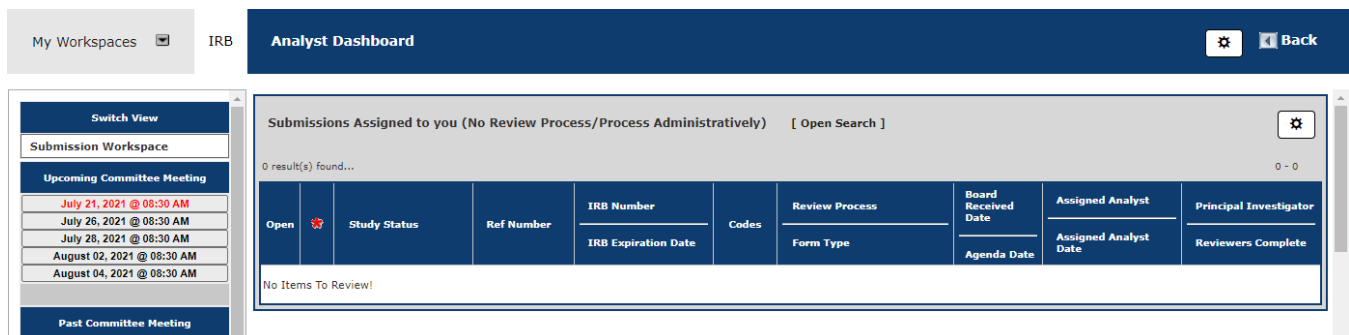 My Workspaces IRB Analyst Dashboard Back
Switch View
Submission Workspace
Upcoming Committee Meeting
July 21, 2021 @ 08:30 AM
July 26, 2021 @ 08:30 AM
July 28, 2021 @ 08:30 AM
August 02, 2021 @ 08:30 AM
August 04, 2021 @ 08:30 AM
Past Committee Meeting
Submissions Assigned to you (No Review Process/Process Administratively) [ Open Search ]
0 result(s) found... 0 - 0
Open
Study Status
Ref Number
IRB Number
IRB Expiration Date
Codes
Review Process
Form Type
Board
Received
Date
Agenda Date
Assigned Analyst
Assigned Analyst
Date
Principal Investigator
Reviewers Complete
No Items To Review!